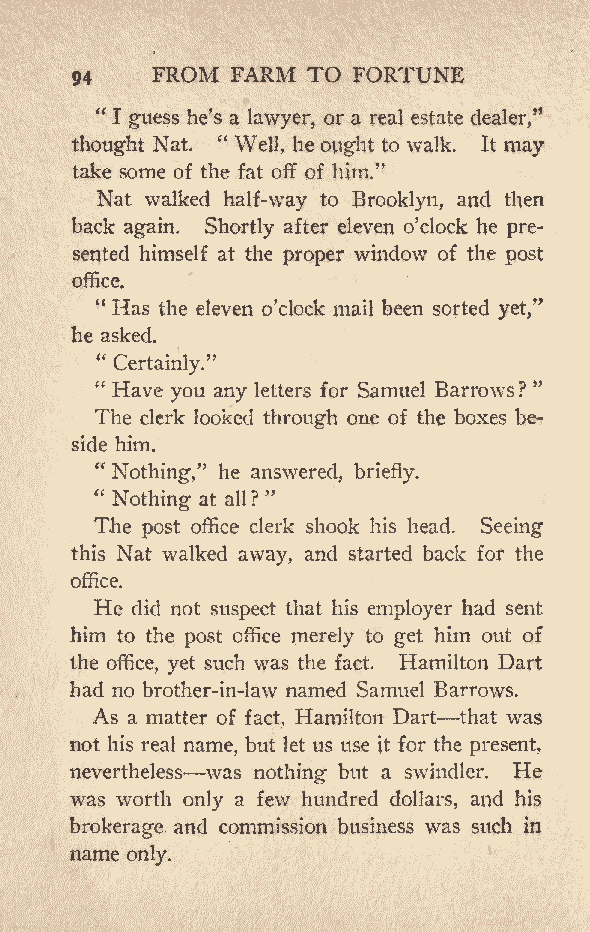 94 FROM FARM TO FORTUNE
“ I guess he’s a lawyer, or a real estate dealer,”
thought Nat. “ Well, he ought to walk. It may
take some of the fat off of him.”
Nat walked half-way to Brooklyn, and then
back again. Shortly after eleven o’clock he pre-
sented himself at the proper window of the post
office.
“ Has the eleven o’clock mail been sorted yet,”
he asked.
“ Certainly.”
“ Have you any letters for Samuel Barrows? ”
The clerk looked through one of the boxes be-
side him.
“ Nothing,” he answered, briefly.
“ Nothing at all? ”
The post office clerk shook his head. Seeing
this Nat walked away, and started back for the
office.
He did not suspect that his employer had sent
him to the post office merely to get him out of
the office, yet such was the fact. Hamilton Dart
had no brother-in-law named Samuel Barrows.
As a matter of fact, Hamilton Dart—that was
not his real name, but let us use it for the present,
nevertheless—was nothing but a swindler. He
was worth only a few hundred dollars, and his
brokerage and commission business was such in
name only.